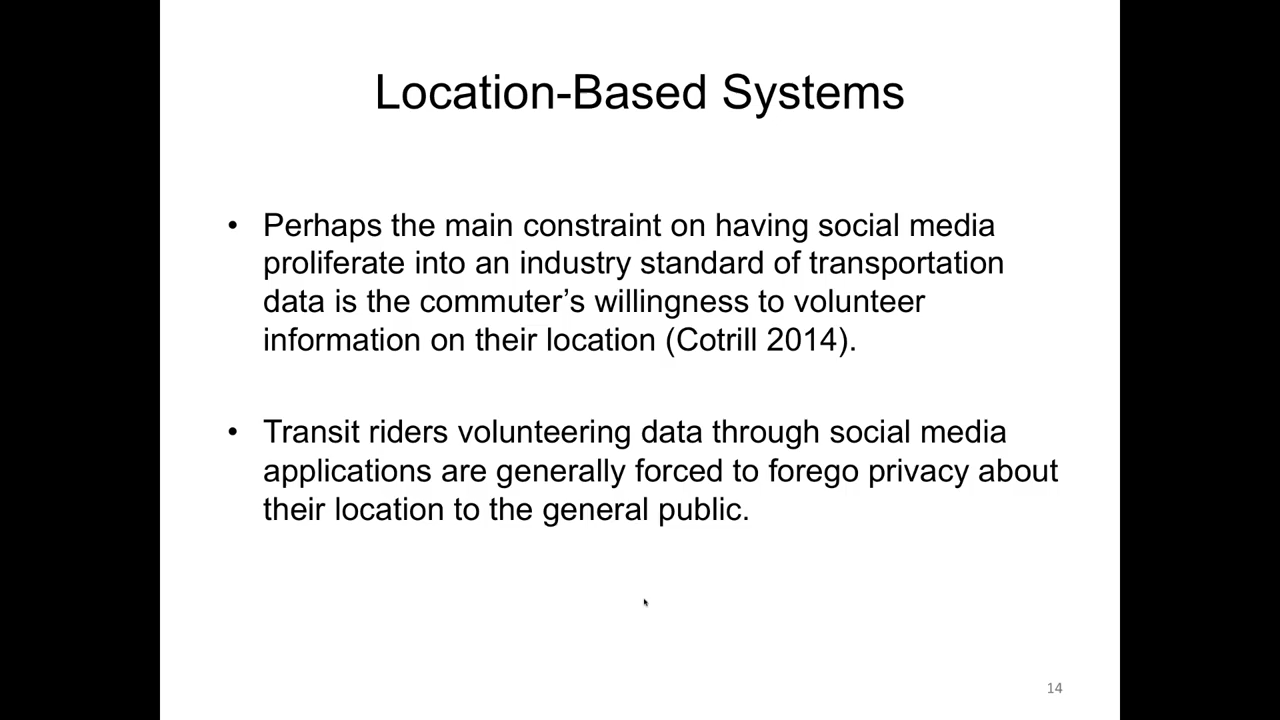 Location-Based Systems
• Perhaps the main constraint on having social media
proliferate into an industry standard of transportation
data is the commuter’s willingness to volunteer
information on their location (Cotrill 2014).
• Transit riders volunteering data through social media
applications are generally forced to forego privacy about
their location to the general public.
14